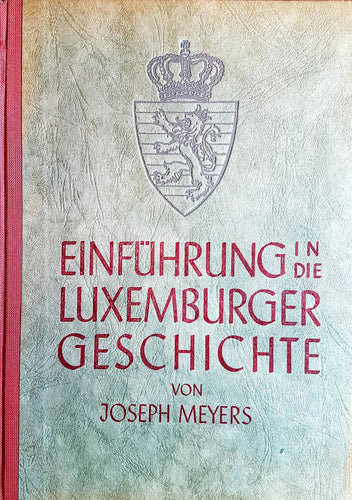 EINFÜHRUNG IN DIE
LUXEMBURGER
GESCHICHTE
VON
JOSEPH MEYERS